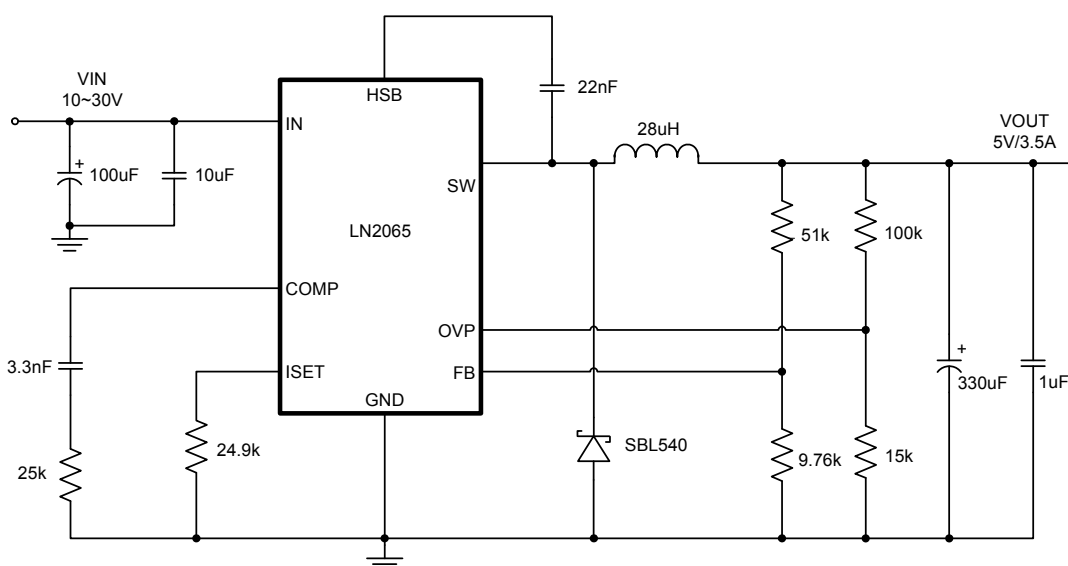 VIN
10~30V
HSB
22nF
IN
28uH
VOUT
5V/3.5A
+
100uF
10uF
SW
LN2065
51k
100k
COMP
OVP
3.3nF
ISET
FB
+
330uF
1uF
GND
24.9k
SBL540
9.76k
15k
25k